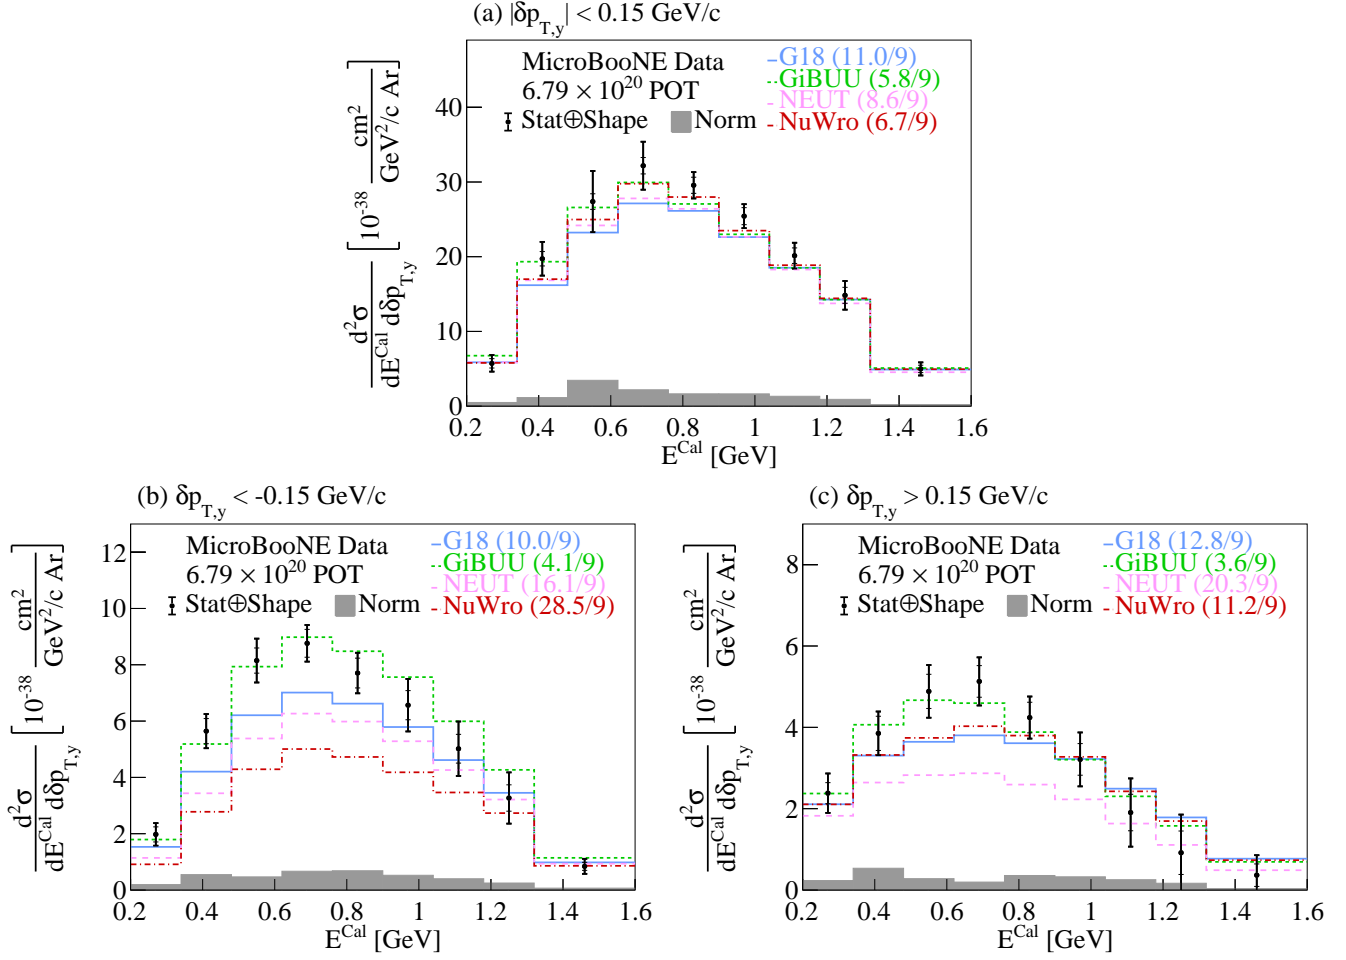 (a) |δp_{T,y}| < 0.15 GeV/c
MicroBooNE Data
6.79 × 10^{20} POT
Stat⊕Shape Norm
G18 (11.0/9)
GiBUU (5.8/9)
NEUT (8.6/9)
NuWro (6.7/9)
d²σ / dE^{Cal} dδp_{T,y} [10^{-38} cm² / GeV²/c Ar]
40
30
20
10
0
0.2 0.4 0.6 0.8 1 1.2 1.4 1.6
E^{Cal} [GeV]
(b) δp_{T,y} < -0.15 GeV/c
MicroBooNE Data
6.79 × 10^{20} POT
Stat⊕Shape Norm
G18 (10.0/9)
GiBUU (4.1/9)
NEUT (16.1/9)
NuWro (28.5/9)
d²σ / dE^{Cal} dδp_{T,y} [10^{-38} cm² / GeV²/c Ar]
12
10
8
6
4
2
0
0.2 0.4 0.6 0.8 1 1.2 1.4 1.6
E^{Cal} [GeV]
(c) δp_{T,y} > 0.15 GeV/c
MicroBooNE Data
6.79 × 10^{20} POT
Stat⊕Shape Norm
G18 (12.8/9)
GiBUU (3.6/9)
NEUT (20.3/9)
NuWro (11.2/9)
d²σ / dE^{Cal} dδp_{T,y} [10^{-38} cm² / GeV²/c Ar]
8
6
4
2
0
0.2 0.4 0.6 0.8 1 1.2 1.4 1.6
E^{Cal} [GeV]